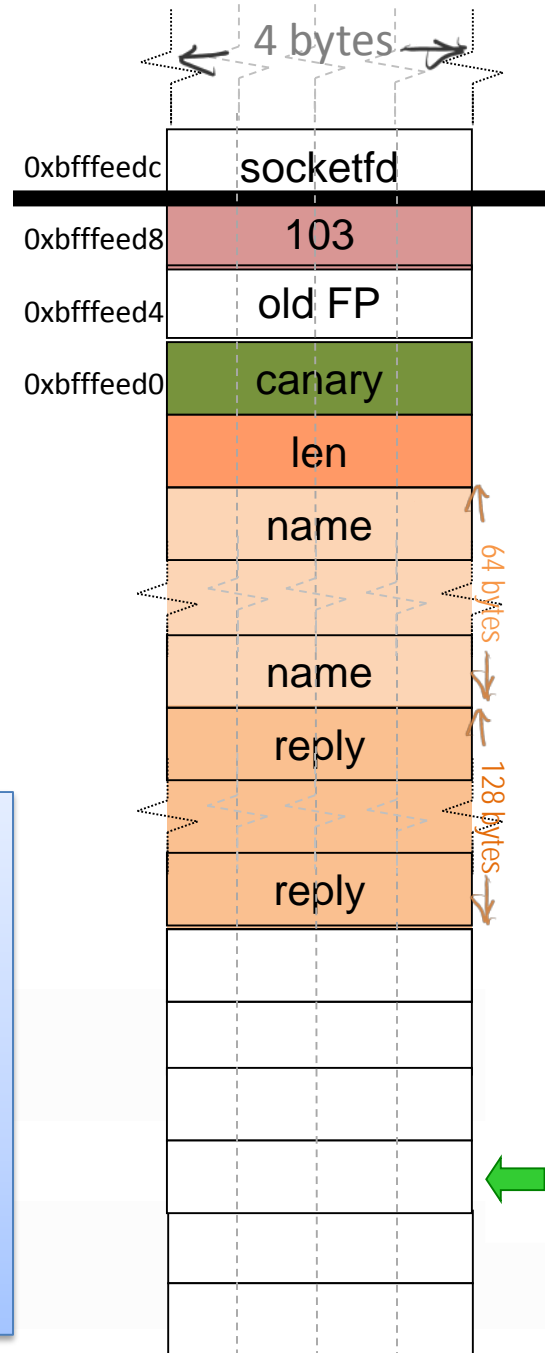 4 bytes
0xbfffeedc socketfd
0xbfffeed8 103
0xbfffeed4 old FP
0xbfffeed0 canary
len
name
64 bytes
name
reply
128 bytes
reply